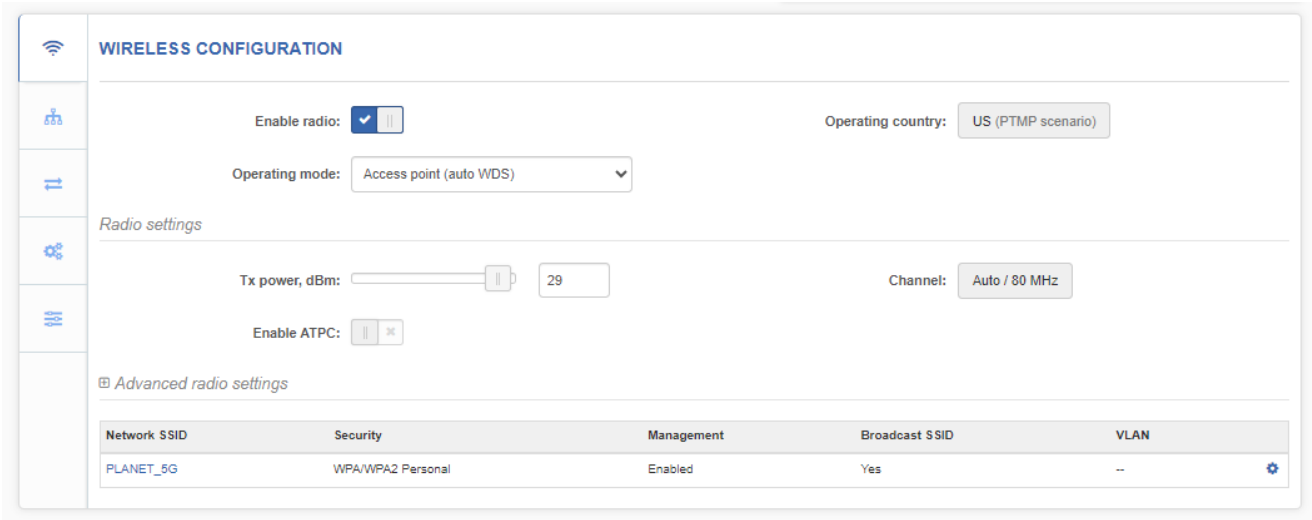 WIRELESS CONFIGURATION
Enable radio:
Operating country: US (PTMP scenario)
Operating mode: Access point (auto WDS)
Radio settings
Tx power, dBm: 29
Channel: Auto / 80 MHz
Enable ATPC:
Advanced radio settings
Network SSID Security Management Broadcast SSID VLAN
PLANET_5G WPA/WPA2 Personal Enabled Yes --